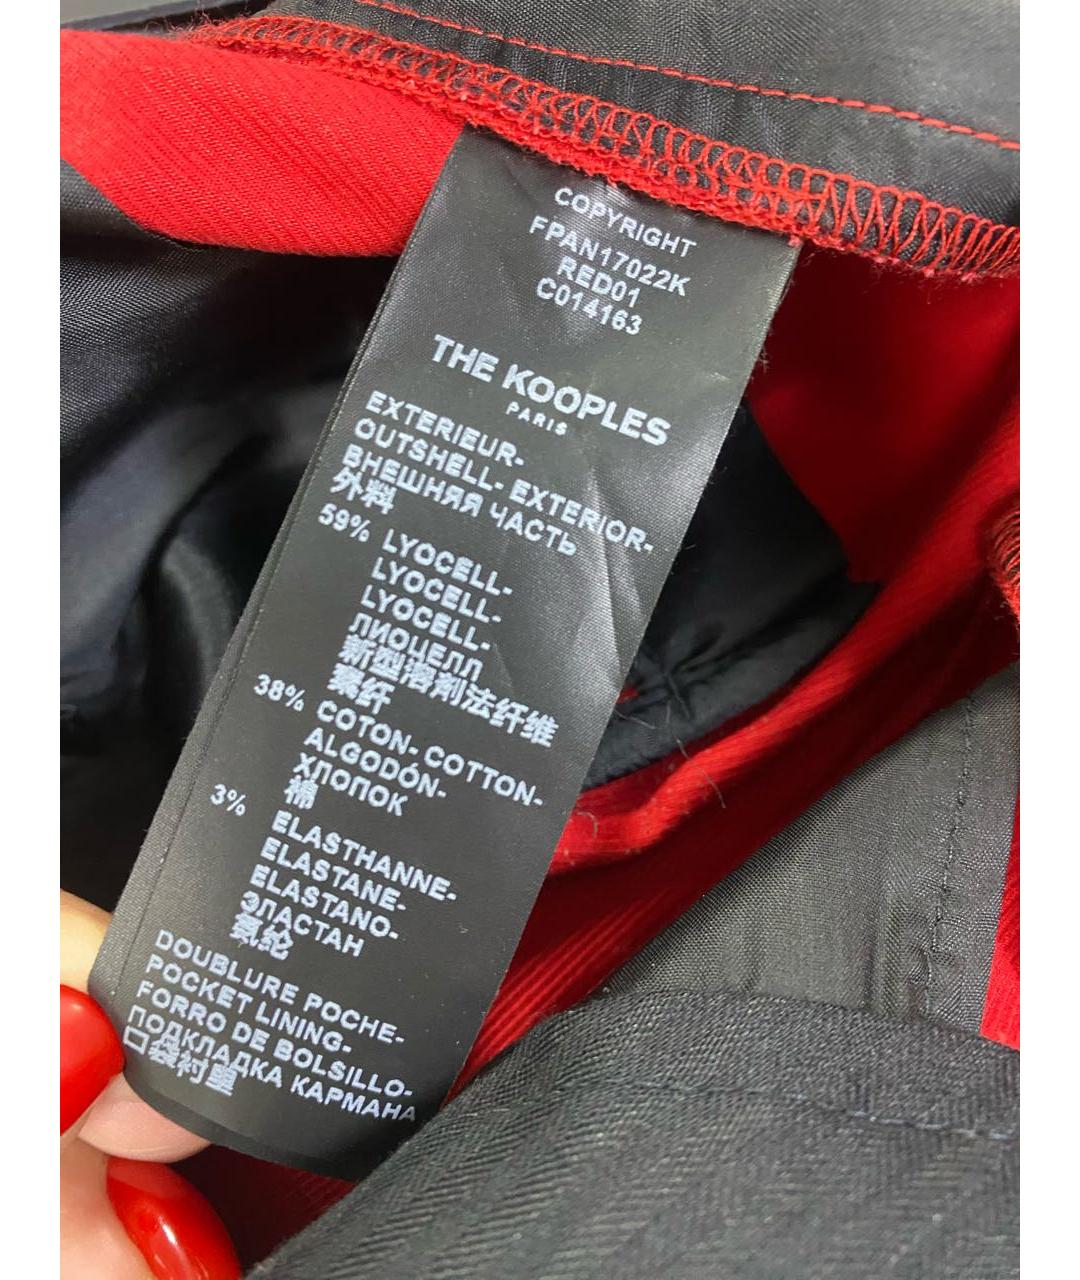 COPYRIGHT
FPAN17022K
RED01
C014163
THE KOOPLES
PARIS
EXTERIEUR-
OUTSHELL- EXTERIOR-
ВНЕШНЯЯ ЧАСТЬ
外料
59% LYOCELL-
LYOCELL-
LYOCELL-
ЛИОЦЕЛЛ
新型溶剂法纤维
素纤
38% COTON- COTTON-
ALGODÓN-
ХЛОПОК
棉
3% ELASTHANNE-
ELASTANE-
ELASTANO-
ЭЛАСТАН
氨纶
DOUBLURE POCHE-
POCKET LINING-
FORRO DE BOLSILLO-
ПОДКЛАДКА КАРМАНА
口袋衬里